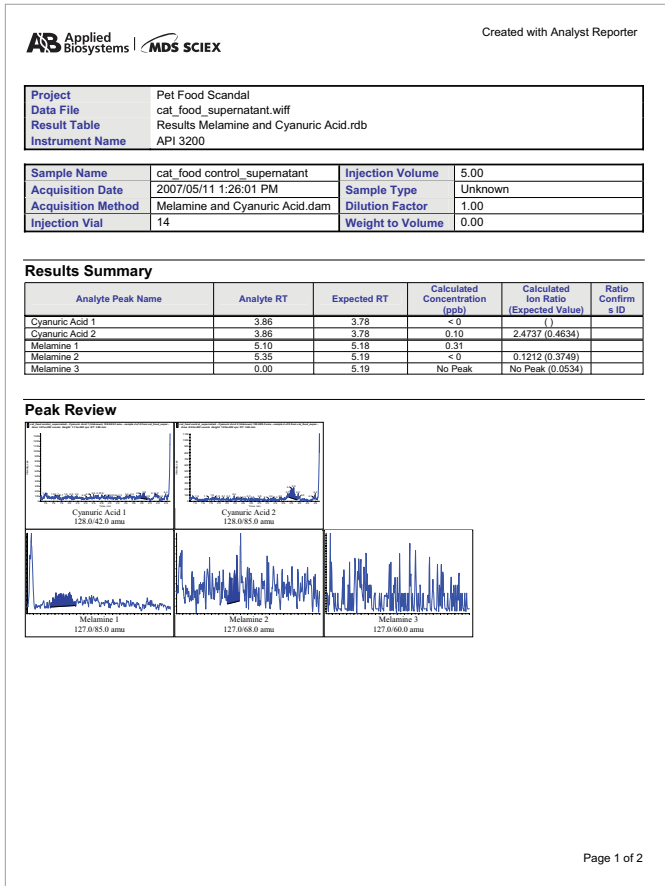 Applied
Biosystems
MDS SCIEX
Created with Analyst Reporter
Project Pet Food Scandal
Data File cat_food_supernatant.wiff
Result Table Results Melamine and Cyanuric Acid.rdb
Instrument Name API 3200
Sample Name cat_food control_supernatant Injection Volume 5.00
Acquisition Date 2007/05/11 1:26:01 PM Sample Type Unknown
Acquisition Method Melamine and Cyanuric Acid.dam Dilution Factor 1.00
Injection Vial 14 Weight to Volume 0.00
Results Summary
Analyte Peak Name Analyte RT Expected RT Calculated Concentration (ppb) Calculated Ion Ratio (Expected Value) Ratio Confirm s ID
Cyanuric Acid 1 3.86 3.78 < 0 ( )
Cyanuric Acid 2 3.86 3.78 0.10 2.4737 (0.4634)
Melamine 1 5.10 5.18 0.31
Melamine 2 5.35 5.19 < 0 0.1212 (0.3749)
Melamine 3 0.00 5.19 No Peak No Peak (0.0534)
Peak Review
Cyanuric Acid 1
128.0/42.0 amu
Cyanuric Acid 2
128.0/85.0 amu
Melamine 1
127.0/85.0 amu
Melamine 2
127.0/68.0 amu
Melamine 3
127.0/60.0 amu
Page 1 of 2